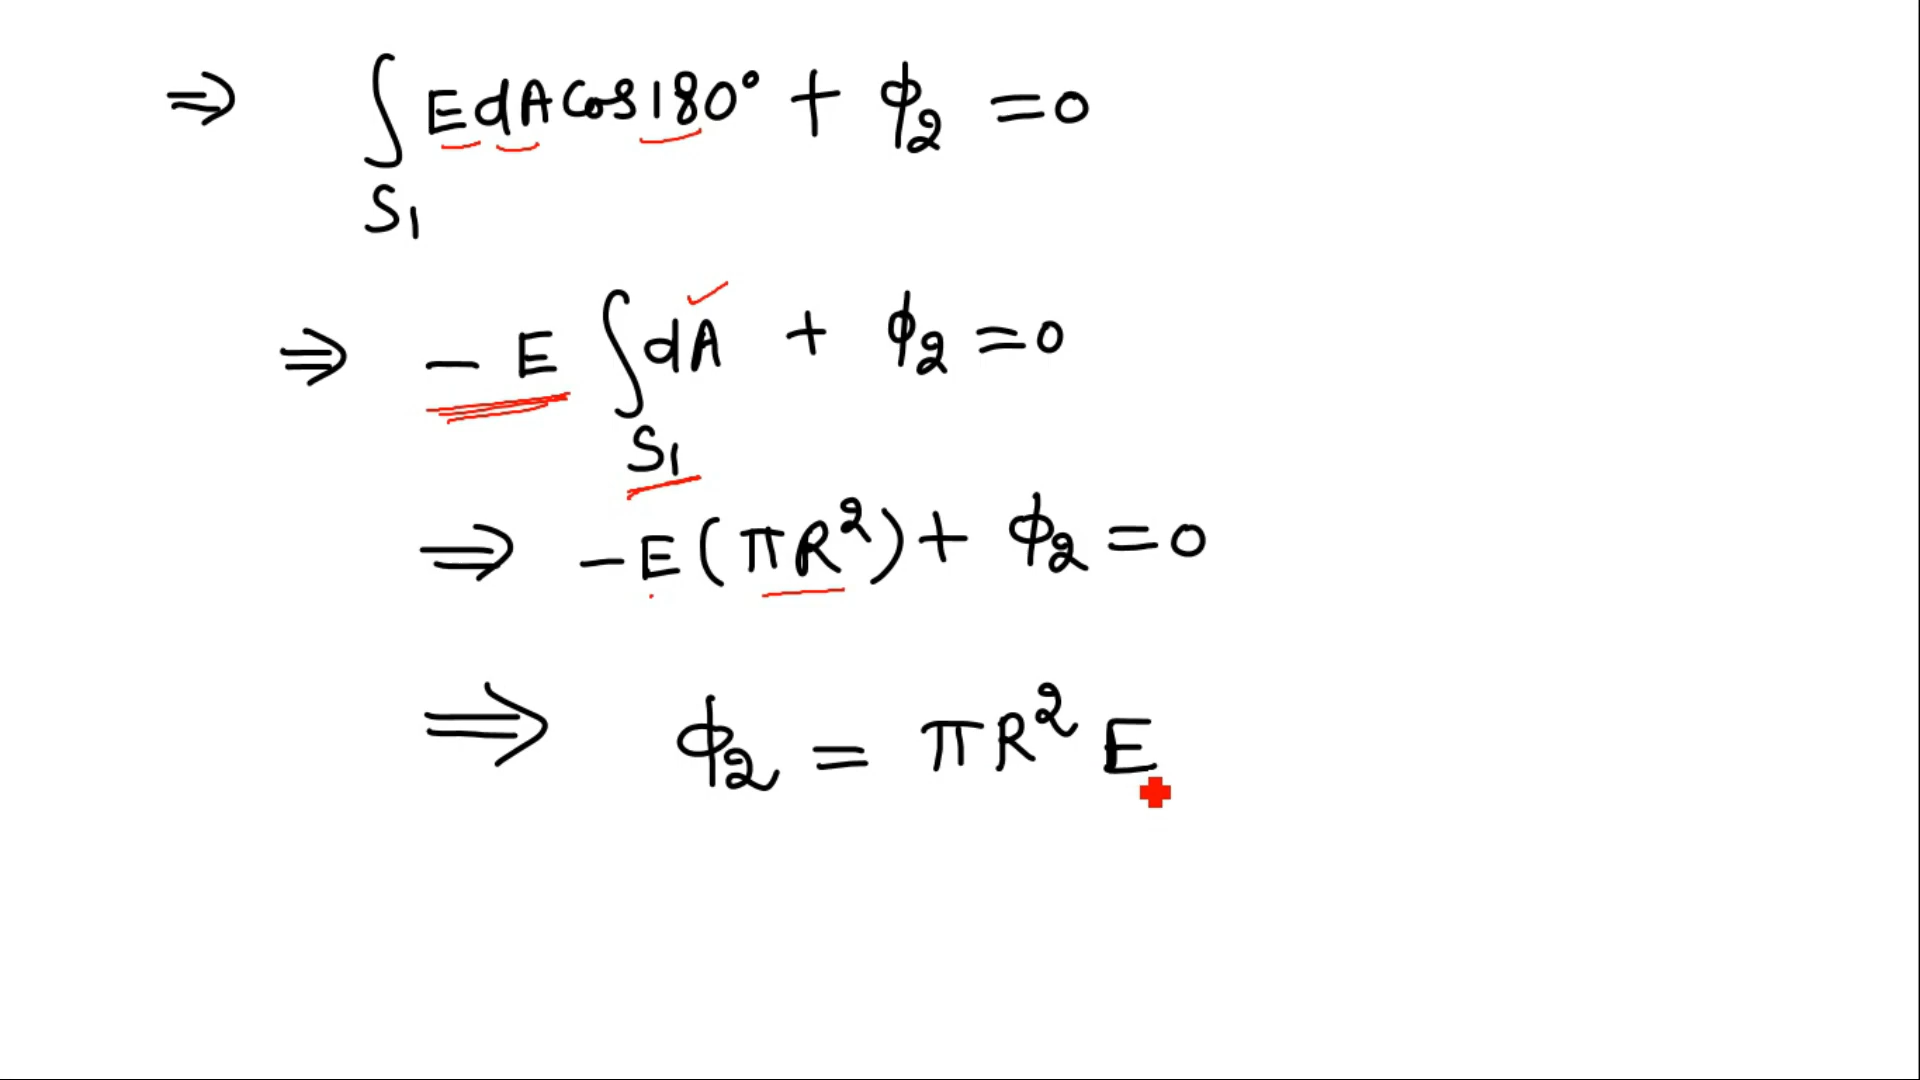 ⇒ ∫ E dA cos 180° + ϕ₂ = 0
S₁
⇒ − E ∫ dA + ϕ₂ = 0
S₁
⇒ −E(πR²) + ϕ₂ = 0
⇒ ϕ₂ = πR² E